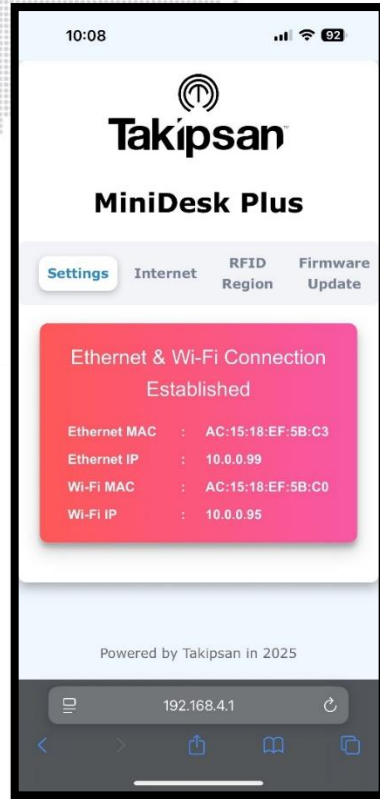 10:08
92
Takipsan
MiniDesk Plus
Settings
Internet
RFID
Region
Firmware
Update
Ethernet & Wi-Fi Connection
Established
Ethernet MAC : AC:15:18:EF:5B:C3
Ethernet IP : 10.0.0.99
Wi-Fi MAC : AC:15:18:EF:5B:C0
Wi-Fi IP : 10.0.0.95
Powered by Takipsan in 2025
192.168.4.1